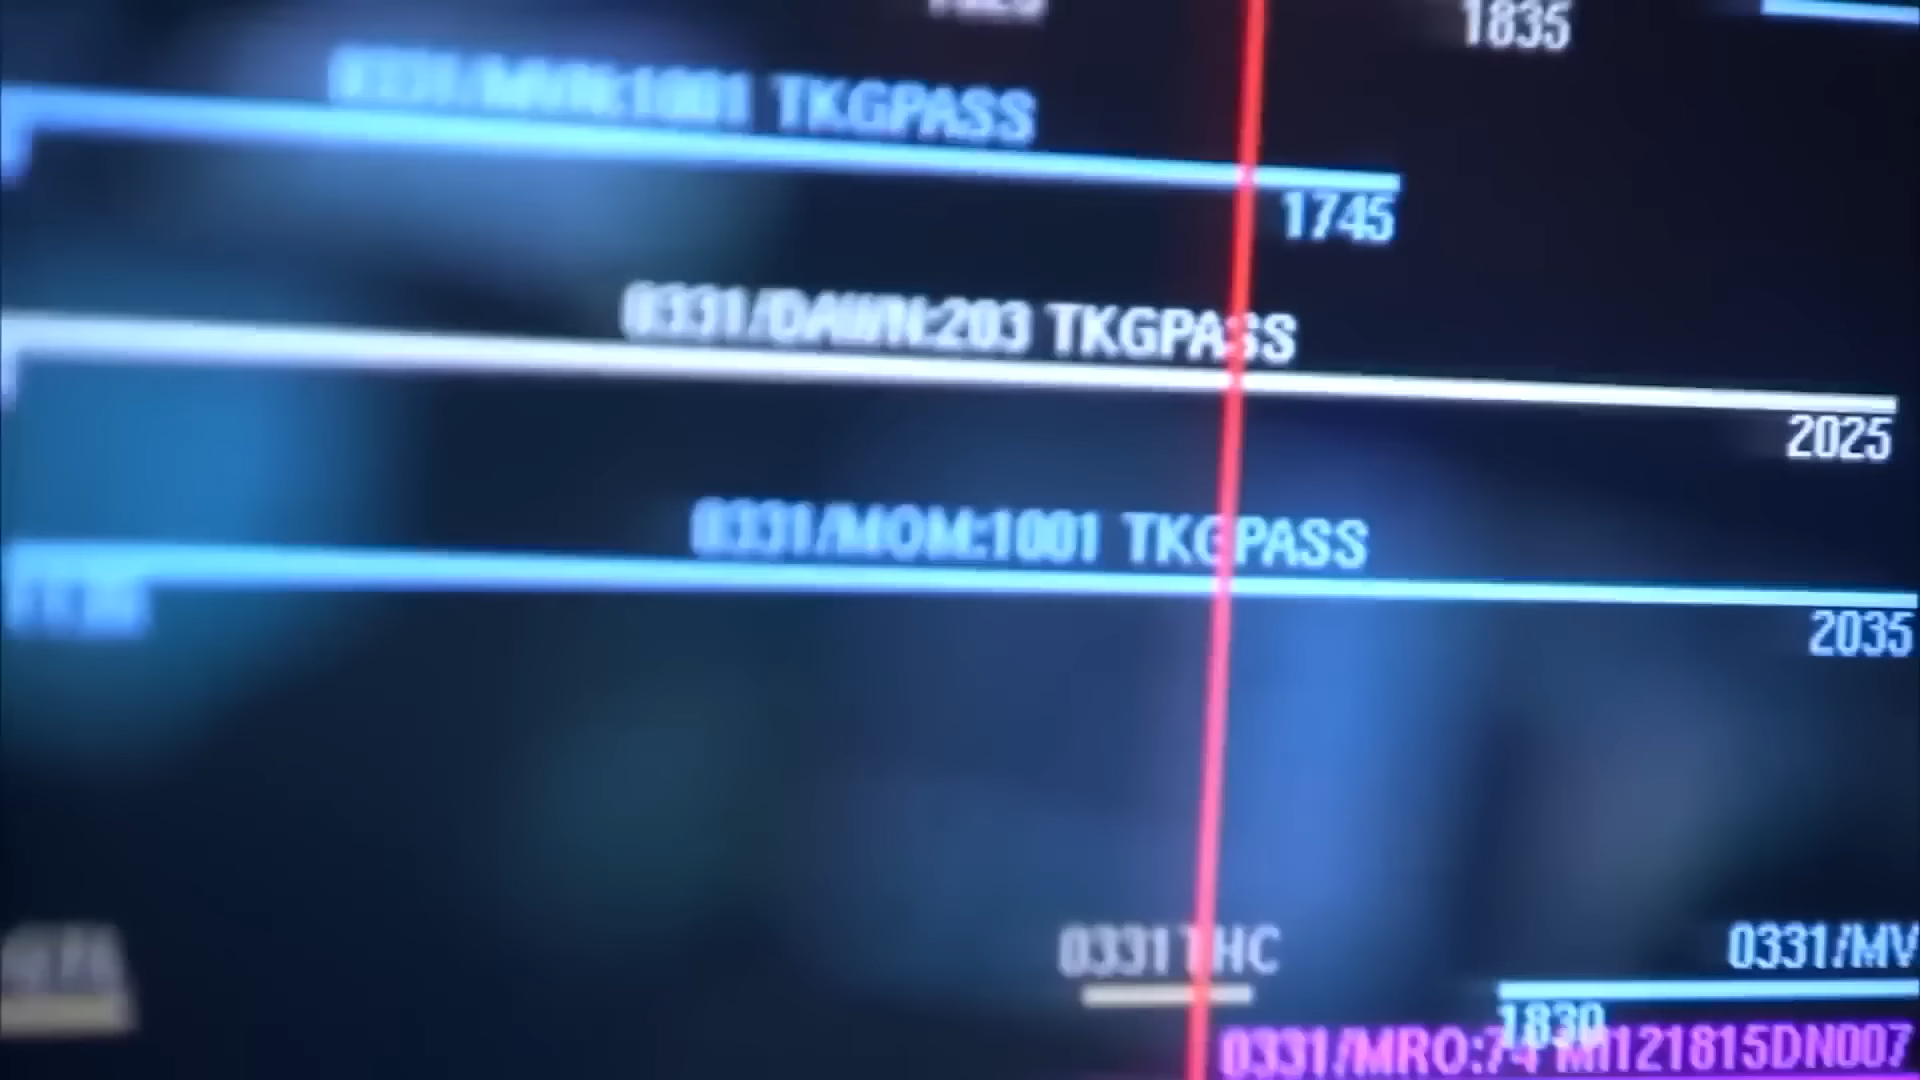 1835
0331/MVN:1001 TKGPASS
1745
0331/DAWN:203 TKGPASS
2025
0331/MOM:1001 TKGPASS
2035
0331 THC
0331/MV
1830
0331/MRO:74 MI121815DN007